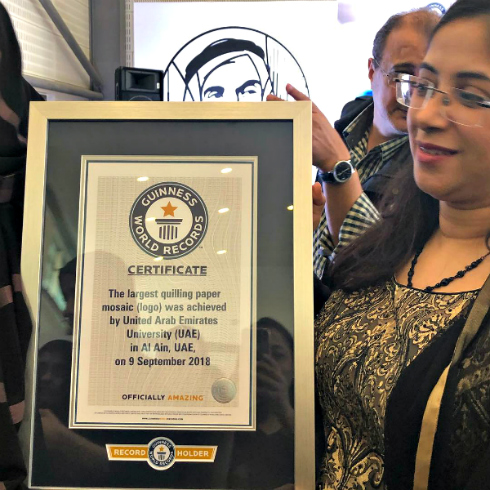 GUINNESS
WORLD RECORDS
CERTIFICATE
The largest quilling paper
mosaic (logo) was achieved
by United Arab Emirates
University (UAE)
in Al Ain, UAE,
on 9 September 2018
OFFICIALLY AMAZING
RECORD HOLDER